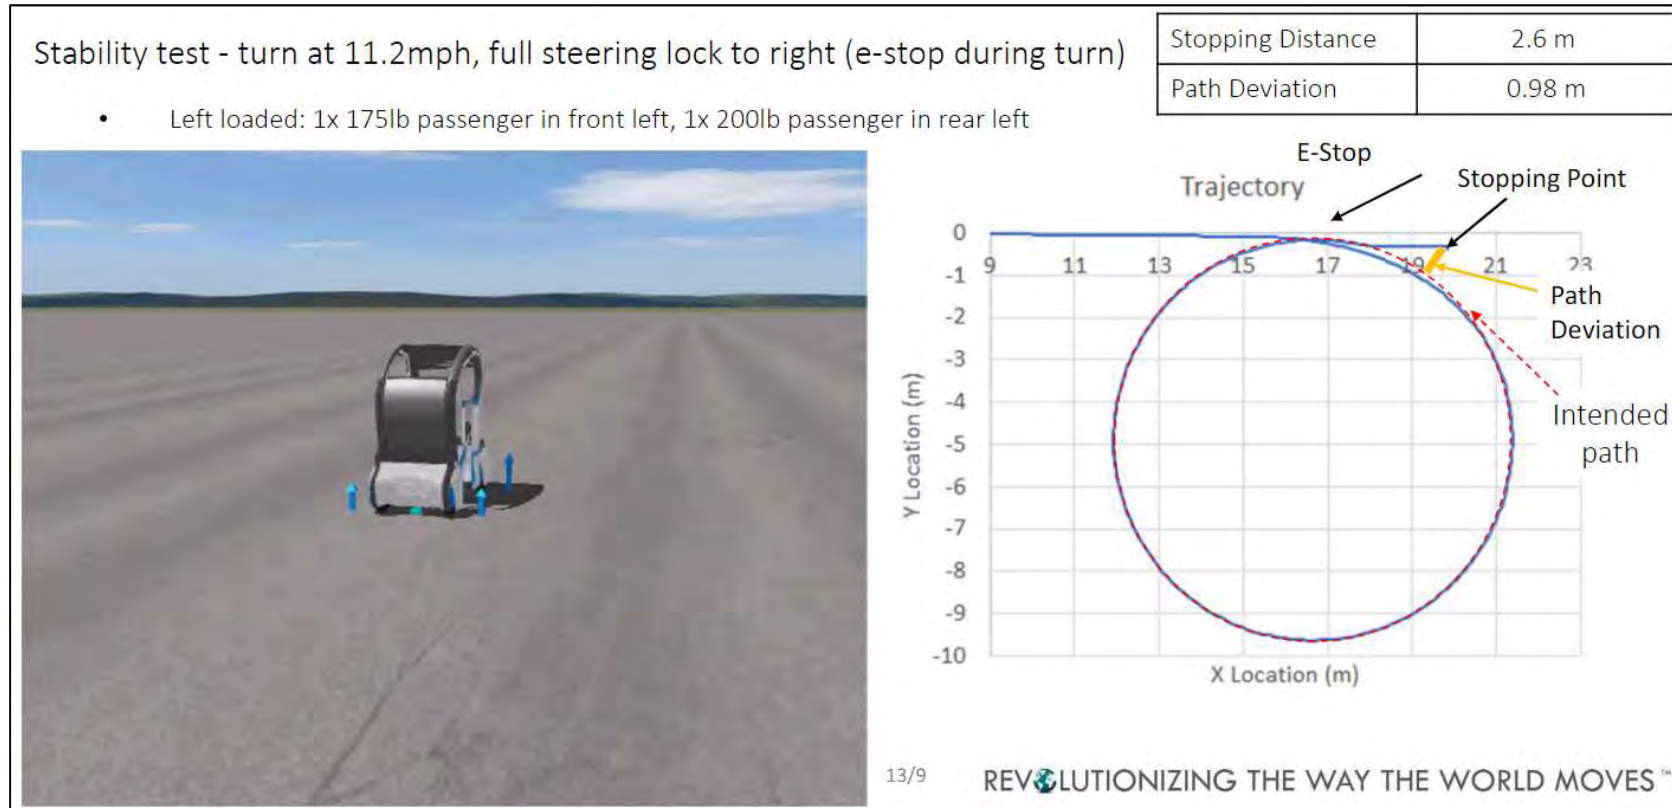 Stability test - turn at 11.2mph, full steering lock to right (e-stop during turn)
• Left loaded: 1x 175lb passenger in front left, 1x 200lb passenger in rear left
Stopping Distance 2.6 m
Path Deviation 0.98 m
E-Stop
Stopping Point
Trajectory
0
9 11 13 15 17 19 21 23
-1
-2
-3
-4
-5
-6
-7
-8
-9
-10
Y Location (m)
X Location (m)
Path
Deviation
Intended
path
13/9
REVOLUTIONIZING THE WAY THE WORLD MOVES™